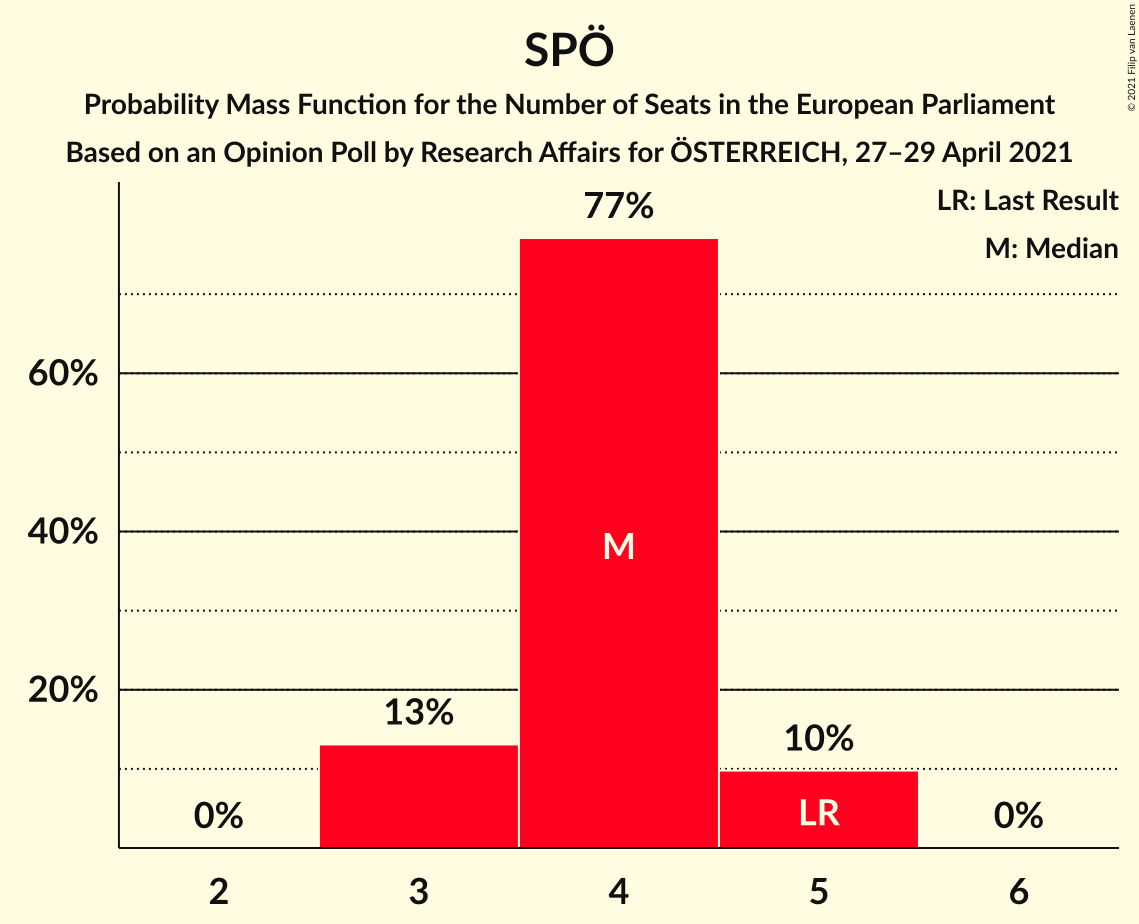 SPÖ
Probability Mass Function for the Number of Seats in the European Parliament
Based on an Opinion Poll by Research Affairs for ÖSTERREICH, 27–29 April 2021
© 2021 Filip van Laenen
LR: Last Result
M: Median
77%
60%
40%
20%
M
13%
10%
LR
0%
0%
2
3
4
5
6